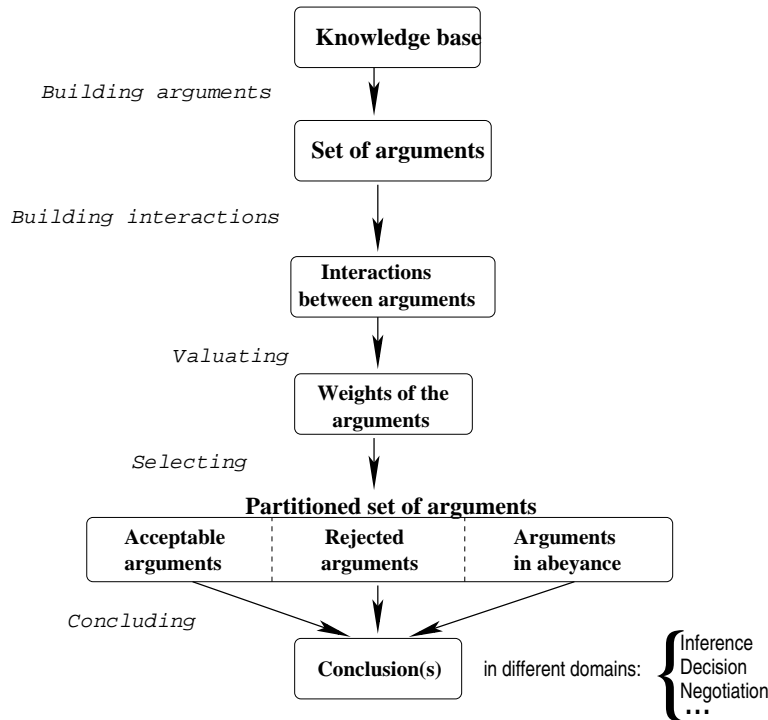 Knowledge base
Building arguments
Set of arguments
Building interactions
Interactions
between arguments
Valuating
Weights of the
arguments
Selecting
Partitioned set of arguments
Acceptable
arguments
Rejected
arguments
Arguments
in abeyance
Concluding
Conclusion(s)
in different domains:
Inference
Decision
Negotiation
...